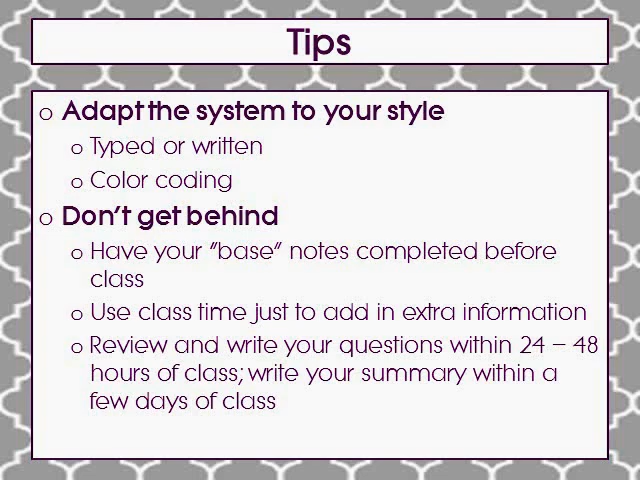 Tips
o Adapt the system to your style
o Typed or written
o Color coding
o Don't get behind
o Have your "base" notes completed before
class
o Use class time just to add in extra information
o Review and write your questions within 24 – 48
hours of class; write your summary within a
few days of class